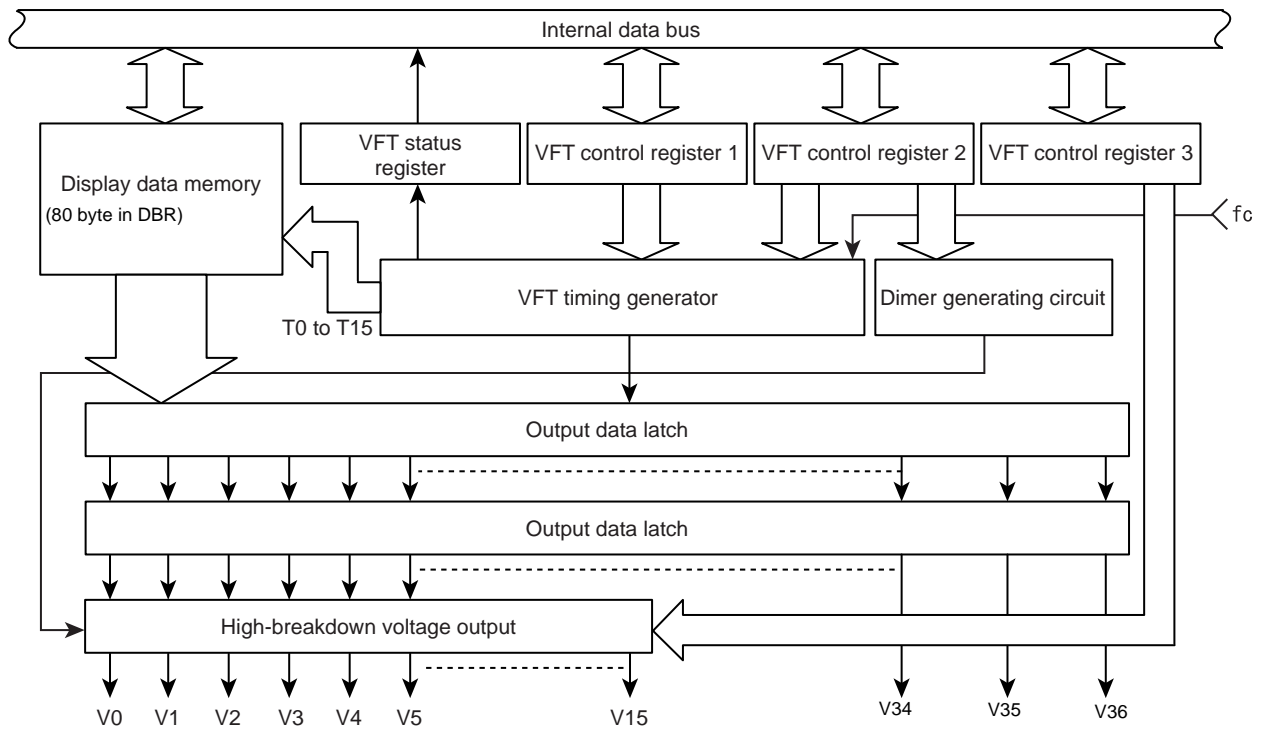 Internal data bus
Display data memory
(80 byte in DBR)
VFT status
register
VFT control register 1
VFT control register 2
VFT control register 3
fc
T0 to T15
VFT timing generator
Dimer generating circuit
Output data latch
Output data latch
High-breakdown voltage output
V0
V1
V2
V3
V4
V5
V15
V34
V35
V36